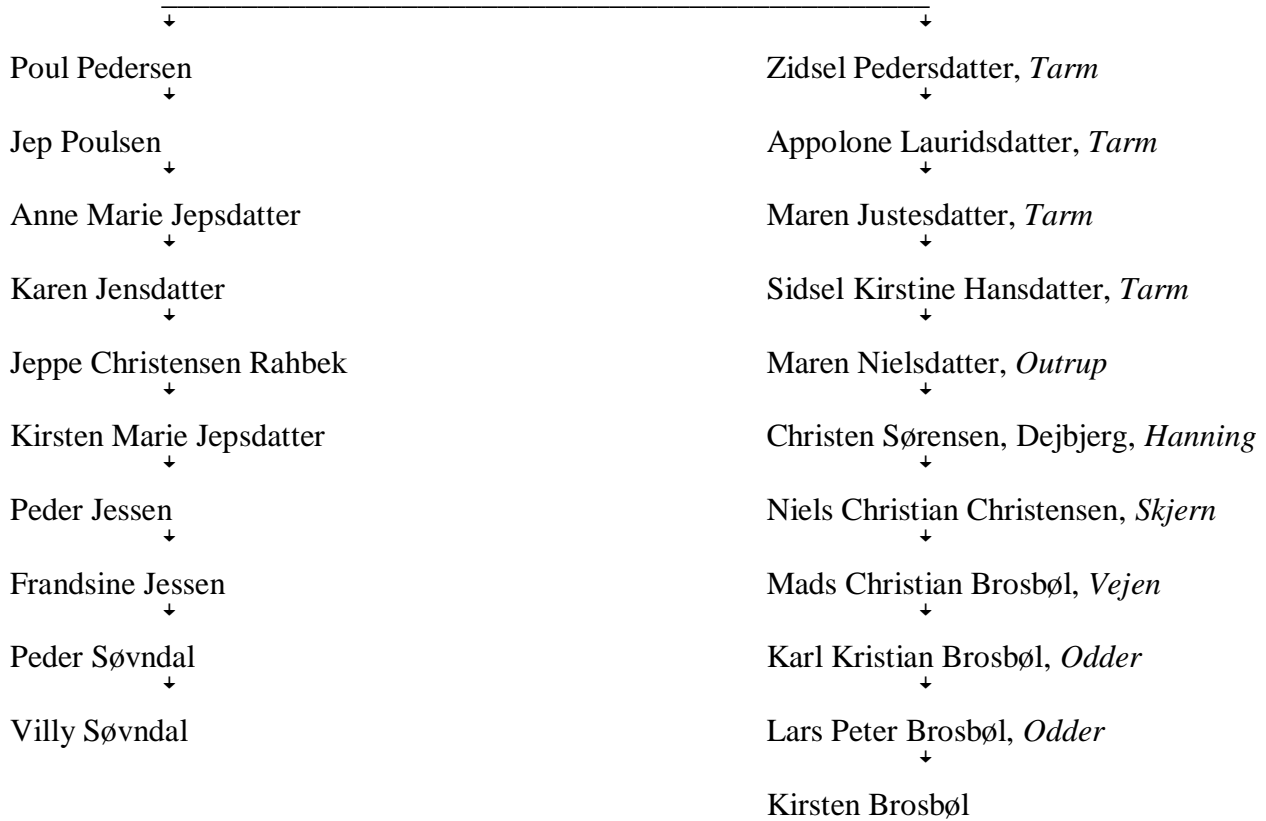 Poul Pedersen Zidsel Pedersdatter, Tarm
Jep Poulsen Appolone Lauridsdatter, Tarm
Anne Marie Jepsdatter Maren Justesdatter, Tarm
Karen Jensdatter Sidsel Kirstine Hansdatter, Tarm
Jeppe Christensen Rahbek Maren Nielsdatter, Outrup
Kirsten Marie Jepsdatter Christen Sørensen, Dejbjerg, Hanning
Peder Jessen Niels Christian Christensen, Skjern
Frandsine Jessen Mads Christian Brosbøl, Vejen
Peder Søvndal Karl Kristian Brosbøl, Odder
Villy Søvndal Lars Peter Brosbøl, Odder
Kirsten Brosbøl